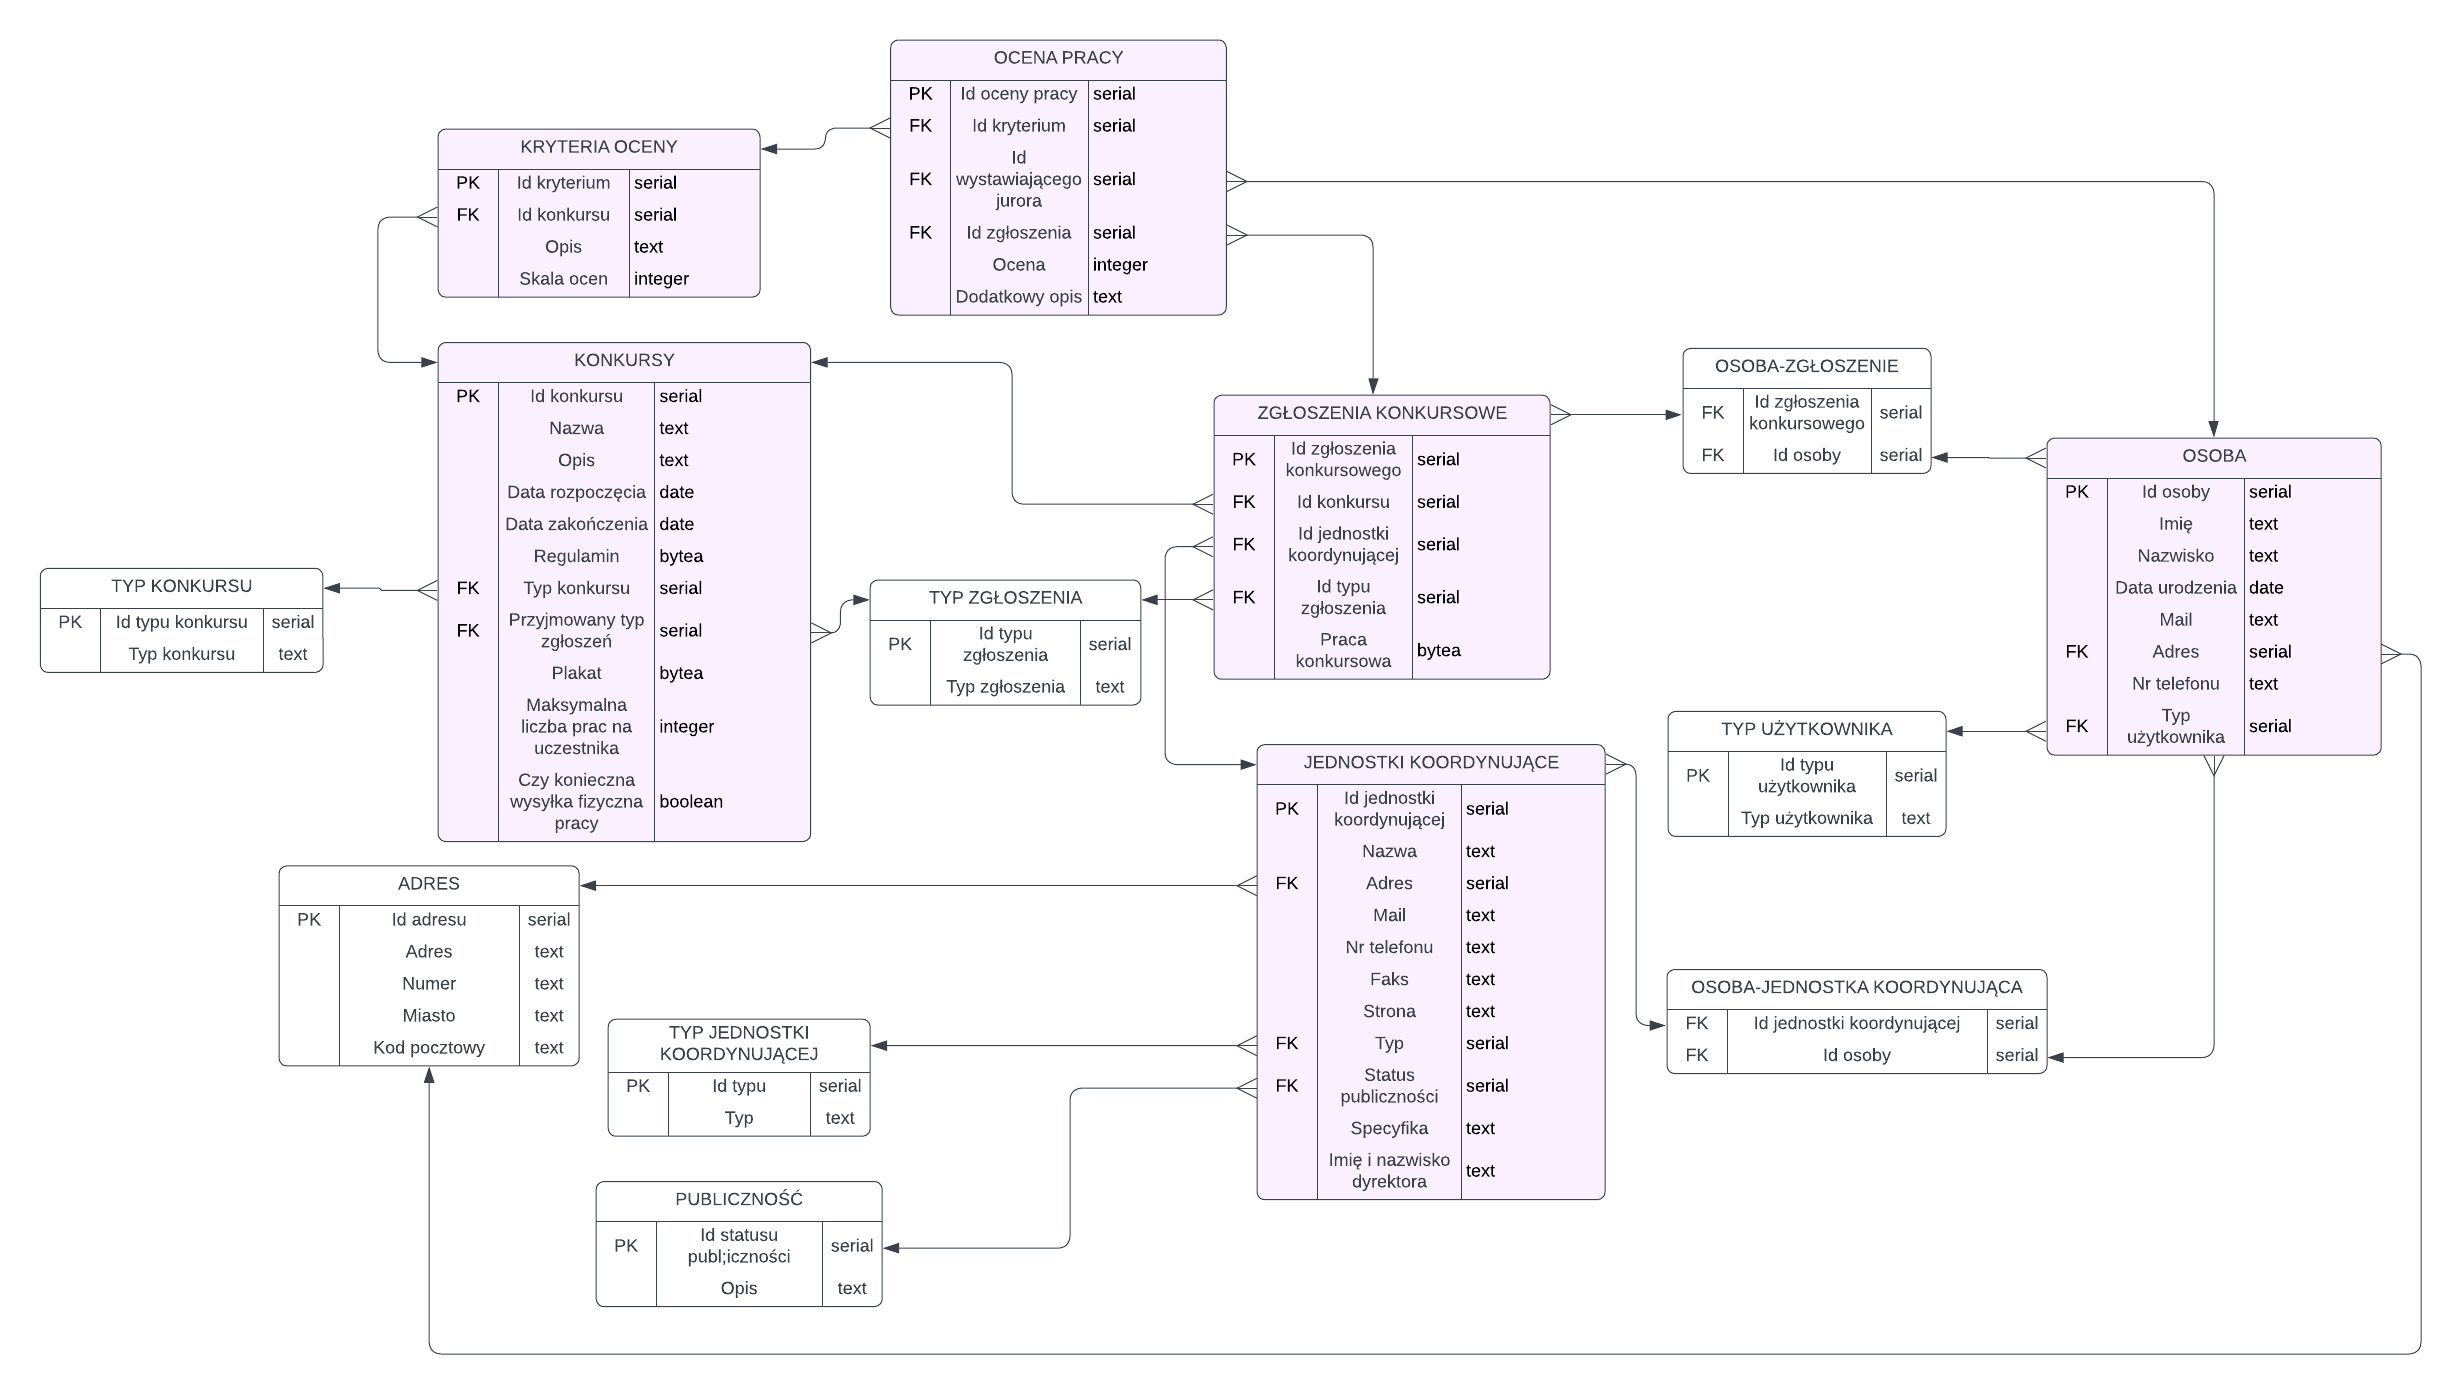 OCENA PRACY
PK Id oceny pracy serial
FK Id kryterium serial
Id
FK wystawiającego serial
jurora
FK Id zgłoszenia serial
Ocena integer
Dodatkowy opis text
KRYTERIA OCENY
PK Id kryterium serial
FK Id konkursu serial
Opis text
Skala ocen integer
KONKURSY
PK Id konkursu serial
Nazwa text
Opis text
Data rozpoczęcia date
Data zakończenia date
Regulamin bytea
FK Typ konkursu serial
Przyjmowany typ
FK zgłoszeń serial
Plakat bytea
Maksymalna
liczba prac na integer
uczestnika
Czy konieczna
wysyłka fizyczna boolean
pracy
TYP KONKURSU
PK Id typu konkursu serial
Typ konkursu text
TYP ZGŁOSZENIA
Id typu
PK zgłoszenia serial
Typ zgłoszenia text
ZGŁOSZENIA KONKURSOWE
Id zgłoszenia
PK konkursowego serial
FK Id konkursu serial
Id jednostki
FK koordynującej serial
Id typu
FK zgłoszenia serial
Praca
konkursowa bytea
OSOBA-ZGŁOSZENIE
Id zgłoszenia
FK konkursowego serial
FK Id osoby serial
OSOBA
PK Id osoby serial
Imię text
Nazwisko text
Data urodzenia date
Mail text
FK Adres serial
Nr telefonu text
Typ
FK użytkownika serial
TYP UŻYTKOWNIKA
Id typu
PK użytkownika serial
Typ użytkownika text
JEDNOSTKI KOORDYNUJĄCE
Id jednostki
PK koordynującej serial
Nazwa text
FK Adres serial
Mail text
Nr telefonu text
Faks text
Strona text
FK Typ serial
Status
FK publiczności serial
Specyfika text
Imię i nazwisko
dyrektora text
ADRES
PK Id adresu serial
Adres text
Numer text
Miasto text
Kod pocztowy text
TYP JEDNOSTKI
KOORDYNUJĄCEJ
PK Id typu serial
Typ text
OSOBA-JEDNOSTKA KOORDYNUJĄCA
FK Id jednostki koordynującej serial
FK Id osoby serial
PUBLICZNOŚĆ
Id statusu
PK publ;iczności serial
Opis text